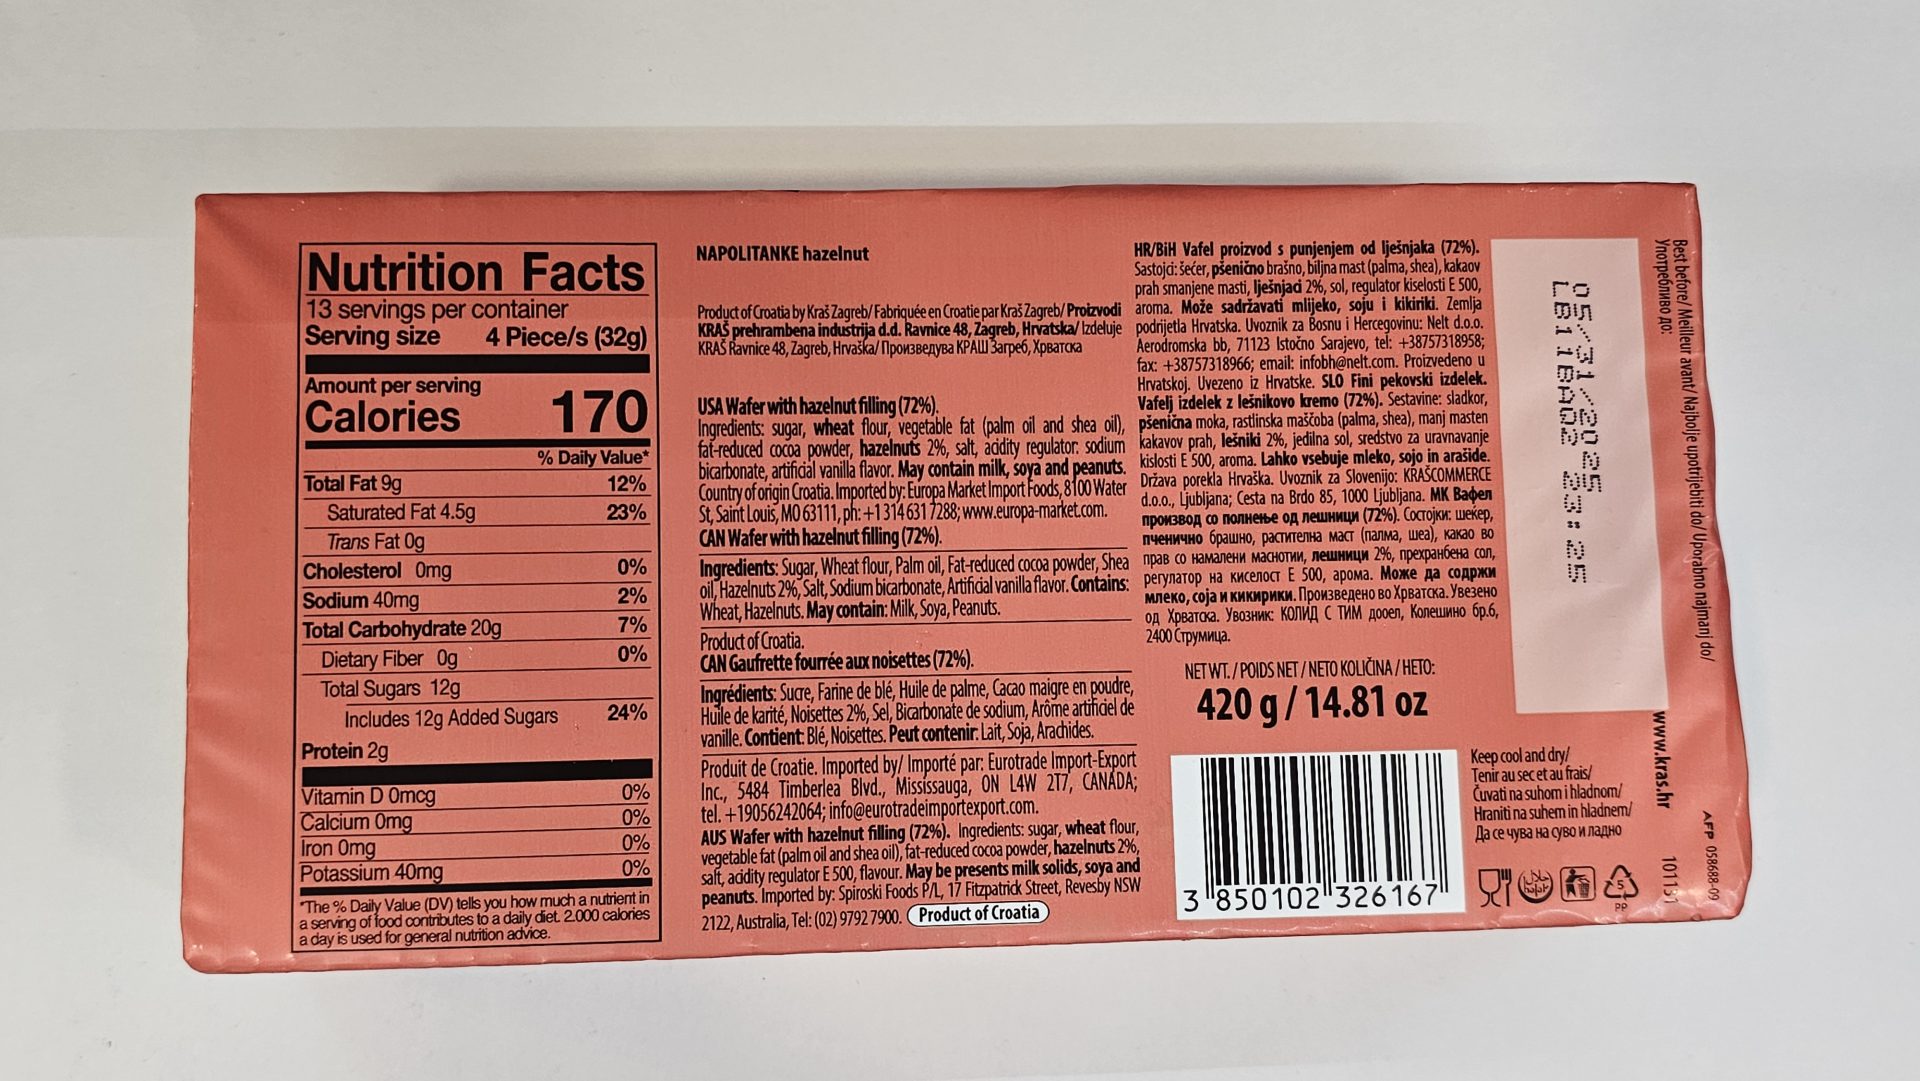 Nutrition Facts
13 servings per container
Serving size 4 Piece/s (32g)
Amount per serving
Calories 170
% Daily Value*
Total Fat 9g 12%
Saturated Fat 4.5g 23%
Trans Fat 0g
Cholesterol 0mg 0%
Sodium 40mg 2%
Total Carbohydrate 20g 7%
Dietary Fiber 0g 0%
Total Sugars 12g
Includes 12g Added Sugars 24%
Protein 2g
Vitamin D 0mcg 0%
Calcium 0mg 0%
Iron 0mg 0%
Potassium 40mg 0%
*The % Daily Value (DV) tells you how much a nutrient in
a serving of food contributes to a daily diet. 2.000 calories
a day is used for general nutrition advice.
NAPOLITANKE hazelnut
Product of Croatia by Kraš Zagreb/ Fabriquée en Croatie par Kraš Zagreb/ Proizvodi
KRAŠ prehrambena industrija d.d. Ravnice 48, Zagreb, Hrvatska/ Izdeluje
KRAŠ Ravnice 48, Zagreb, Hrvaška/ Произведува КРАШ Загреб, Хрватска
USA Wafer with hazelnut filling (72%).
Ingredients: sugar, wheat flour, vegetable fat (palm oil and shea oil),
fat-reduced cocoa powder, hazelnuts 2%, salt, acidity regulator: sodium
bicarbonate, artificial vanilla flavor. May contain milk, soya and peanuts.
Country of origin Croatia. Imported by: Europa Market Import Foods, 8100 Water
St, Saint Louis, MO 63111, ph: +1 314 631 7288; www.europa-market.com.
CAN Wafer with hazelnut filling (72%).
Ingredients: Sugar, Wheat flour, Palm oil, Fat-reduced cocoa powder, Shea
oil, Hazelnuts 2%, Salt, Sodium bicarbonate, Artificial vanilla flavor. Contains:
Wheat, Hazelnuts. May contain: Milk, Soya, Peanuts.
Product of Croatia.
CAN Gaufrette fourrée aux noisettes (72%).
Ingrédients: Sucre, Farine de blé, Huile de palme, Cacao maigre en poudre,
Huile de karité, Noisettes 2%, Sel, Bicarbonate de sodium, Arôme artificiel de
vanille. Contient: Blé, Noisettes. Peut contenir: Lait, Soja, Arachides.
Produit de Croatie. Imported by/ Importé par: Eurotrade Import-Export
Inc., 5484 Timberlea Blvd., Mississauga, ON L4W 2T7, CANADA;
tel. +19056242064; info@eurotradeimportexport.com.
AUS Wafer with hazelnut filling (72%). Ingredients: sugar, wheat flour,
vegetable fat (palm oil and shea oil), fat-reduced cocoa powder, hazelnuts 2%,
salt, acidity regulator E 500, flavour. May be presents milk solids, soya and
peanuts. Imported by: Spiroski Foods P/L, 17 Fitzpatrick Street, Revesby NSW
2122, Australia, Tel: (02) 9792 7900. Product of Croatia
HR/BiH Vafel proizvod s punjenjem od lješnjaka (72%).
Sastojci: šećer, pšenično brašno, biljna mast (palma, shea), kakaov
prah smanjene masti, lješnjaci 2%, sol, regulator kiselosti E 500,
aroma. Može sadržavati mlijeko, soju i kikiriki. Zemlja
podrijetla Hrvatska. Uvoznik za Bosnu i Hercegovinu: Nelt d.o.o.
Aerodromska bb, 71123 Istočno Sarajevo, tel: +38757318958;
fax: +38757318966; email: infobh@nelt.com. Proizvedeno u
Hrvatskoj. Uvezeno iz Hrvatske. SLO Fini pekovski izdelek.
Vafelj izdelek z lešnikovo kremo (72%). Sestavine: sladkor,
pšenična moka, rastlinska maščoba (palma, shea), manj masten
kakavov prah, lešniki 2%, jedilna sol, sredstvo za uravnavanje
kislosti E 500, aroma. Lahko vsebuje mleko, sojo in arašide.
Država porekla Hrvaška. Uvoznik za Slovenijo: KRAŠCOMMERCE
d.o.o., Ljubljana; Cesta na Brdo 85, 1000 Ljubljana. МК Вафел
производ со полнење од лешници (72%). Состојки: шеќер,
пченично брашно, растителна маст (палма, шеа), какао во
прав со намалени маснотии, лешници 2%, прехранбена сол,
регулатор на киселост Е 500, арома. Може да содржи
млеко, соја и кикирики. Произведено во Хрватска. Увезено
од Хрватска. Увозник: КОЛИД С ТИМ дооел, Колешино бр.6,
2400 Струмица.
NET WT. / POIDS NET / NETO KOLIČINA / НЕТО:
420 g / 14.81 oz
3 850102 326167
Best before/ Meilleur avant/ Najbolje upotrijebiti do/ Uporabno najmanj do/
Употребливо до:
05/31/2025
LB11BAQ2 23:25
www.kras.hr
Keep cool and dry/
Tenir au sec et au frais/
Čuvati na suhom i hladnom/
Hraniti na suhem in hladnem/
Да се чува на суво и ладно
حلال
halal
5
PP
AFP 058688-09